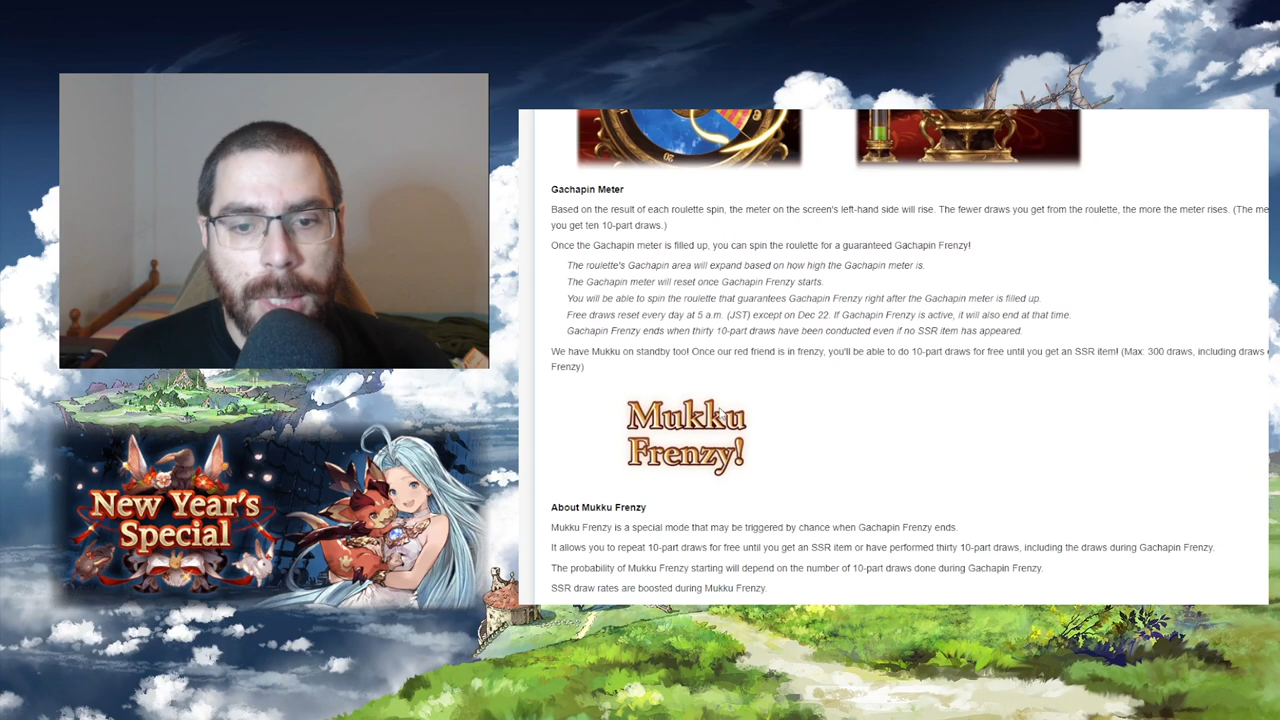 Gachapin Meter
Based on the result of each roulette spin, the meter on the screen's left-hand side will rise. The fewer draws you get from the roulette, the more the meter rises. (The
you get ten 10-part draws.)
Once the Gachapin meter is filled up, you can spin the roulette for a guaranteed Gachapin Frenzy!
The roulette's Gachapin area will expand based on how high the Gachapin meter is.
The Gachapin meter will reset once Gachapin Frenzy starts.
You will be able to spin the roulette that guarantees Gachapin Frenzy right after the Gachapin meter is filled up.
Free draws reset every day at 5 a.m. (JST) except on Dec 22. If Gachapin Frenzy is active, it will also end at that time.
Gachapin Frenzy ends when thirty 10-part draws have been conducted even if no SSR item has appeared.
We have Mukku on standby too! Once our red friend is in frenzy, you'll be able to do 10-part draws for free until you get an SSR item! (Max: 300 draws, including draws
Frenzy)
Mukku
Frenzy!
About Mukku Frenzy
Mukku Frenzy is a special mode that may be triggered by chance when Gachapin Frenzy ends.
It allows you to repeat 10-part draws for free until you get an SSR item or have performed thirty 10-part draws, including the draws during Gachapin Frenzy.
The probability of Mukku Frenzy starting will depend on the number of 10-part draws done during Gachapin Frenzy.
SSR draw rates are boosted during Mukku Frenzy.
New Year's
Special